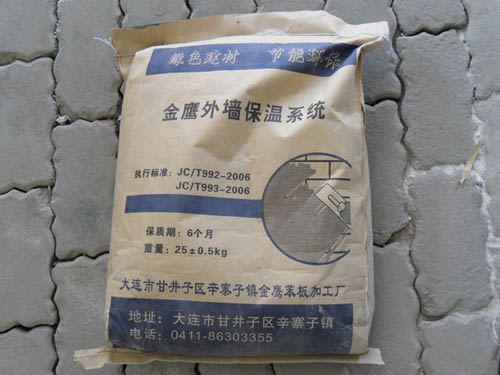 绿色建材 节能环保
金鹰外墙保温系统
执行标准: JC/T992-2006
JC/T993-2006
保质期: 6个月
重量: 25±0.5kg
大连市甘井子区辛寨子镇金鹰苯板加工厂
地址: 大连市甘井子区辛寨子镇
电话: 0411-86303355